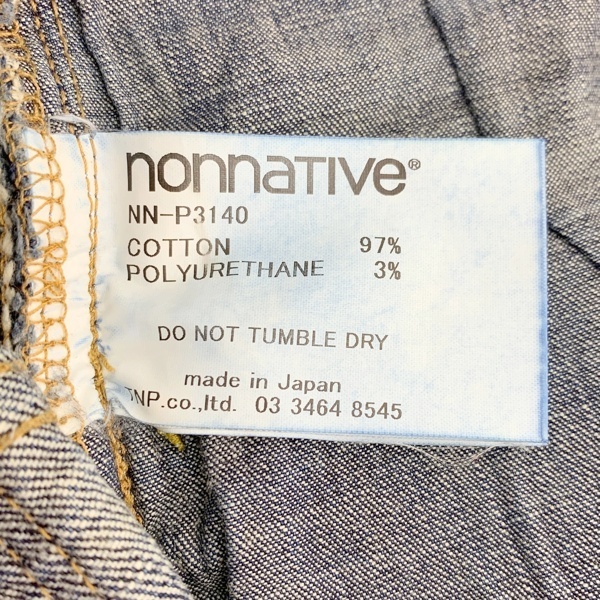 nonnaTIVE®
NN-P3140
COTTON 97%
POLYURETHANE 3%
DO NOT TUMBLE DRY
made in Japan
TNP.co.,ltd. 03 3464 8545